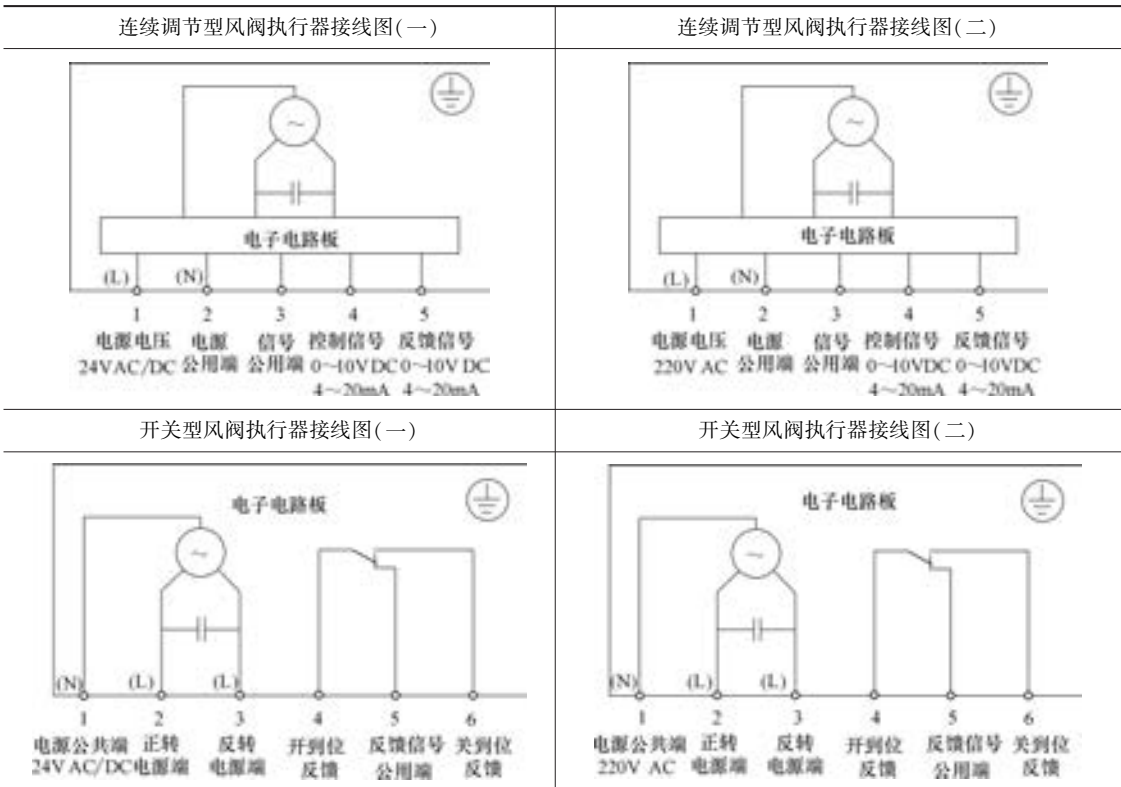 连续调节型风阀执行器接线图(一)
连续调节型风阀执行器接线图(二)
~
电子电路板
(L) (N)
1 2 3 4 5
电源电压 电源 信号 控制信号 反馈信号
24VAC/DC 公用端 公用端 0~10VDC 0~10V DC
4~20mA 4~20mA
~
电子电路板
(L) (N)
1 2 3 4 5
电源电压 电源 信号 控制信号 反馈信号
220V AC 公用端 公用端 0~10VDC 0~10VDC
4~20mA 4~20mA
开关型风阀执行器接线图(一)
开关型风阀执行器接线图(二)
电子电路板
~
(N) (L) (L)
1 2 3 4 5 6
电源公共端 正转 反转 开到位 反馈信号 关到位
24V AC/DC 电源端 电源端 反馈 公用端 反馈
电子电路板
~
(N) (L) (L)
1 2 3 4 5 6
电源公共端 正转 反转 开到位 反馈信号 关到位
220V AC 电源端 电源端 反馈 公用端 反馈